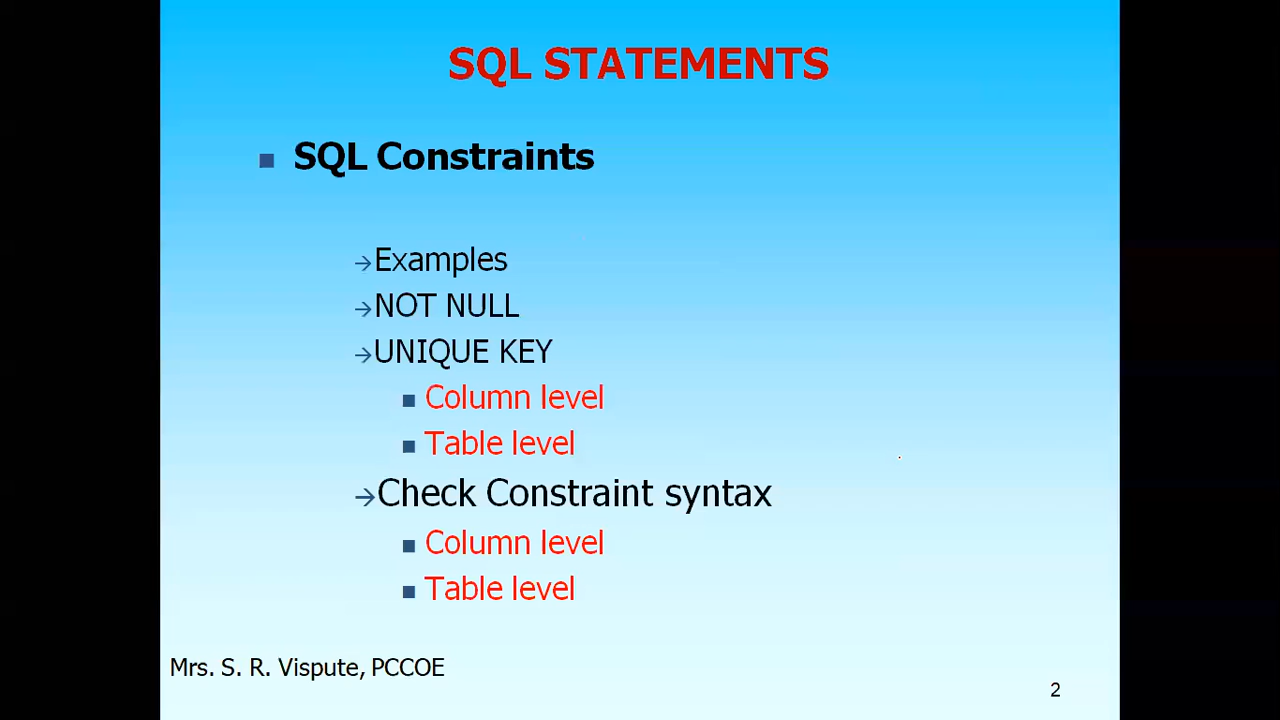 SQL STATEMENTS
SQL Constraints
Examples
NOT NULL
UNIQUE KEY
Column level
Table level
Check Constraint syntax
Column level
Table level
Mrs. S. R. Vispute, PCCOE
2